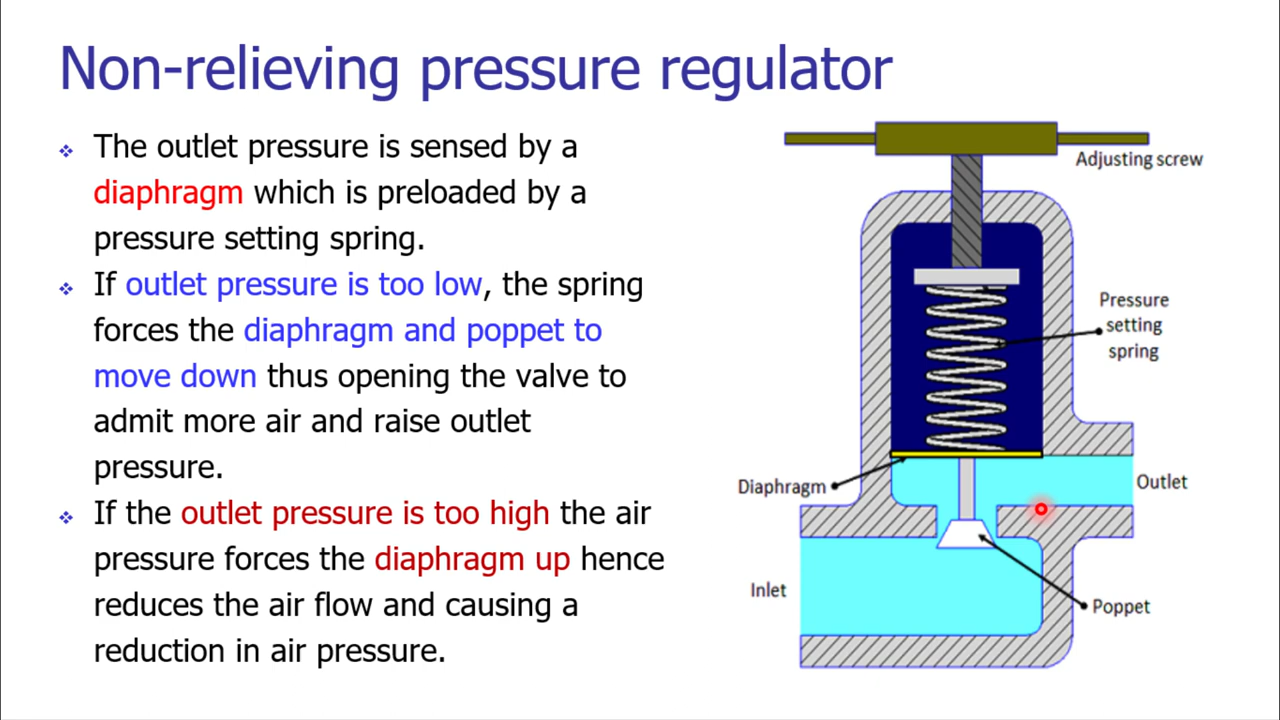 Non-relieving pressure regulator
The outlet pressure is sensed by a
diaphragm which is preloaded by a
pressure setting spring.
If outlet pressure is too low, the spring
forces the diaphragm and poppet to
move down thus opening the valve to
admit more air and raise outlet
pressure.
If the outlet pressure is too high the air
pressure forces the diaphragm up hence
reduces the air flow and causing a
reduction in air pressure.
Adjusting screw
Pressure
setting
spring
Diaphragm
Outlet
Inlet
Poppet